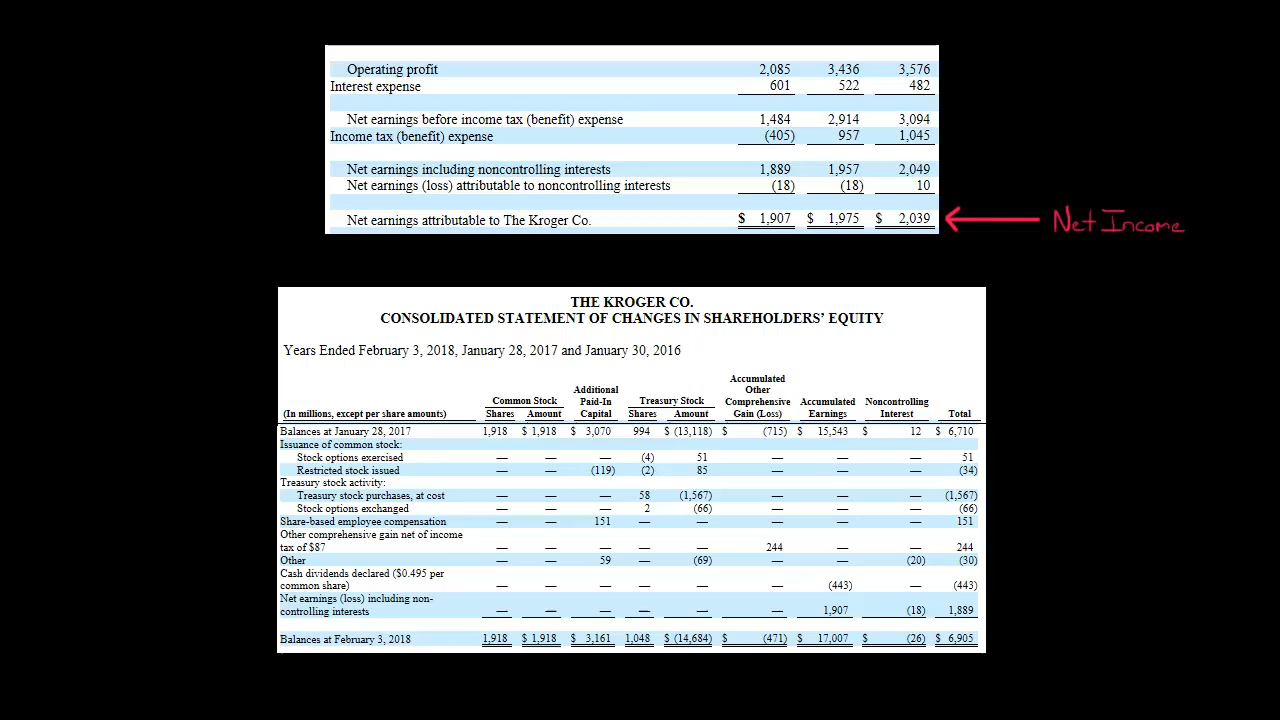 Operating profit 2,085 3,436 3,576
Interest expense 601 522 482
Net earnings before income tax (benefit) expense 1,484 2,914 3,094
Income tax (benefit) expense (405) 957 1,045
Net earnings including noncontrolling interests 1,889 1,957 2,049
Net earnings (loss) attributable to noncontrolling interests (18) (18) 10
Net earnings attributable to The Kroger Co. $ 1,907 $ 1,975 $ 2,039
Net Income
THE KROGER CO.
CONSOLIDATED STATEMENT OF CHANGES IN SHAREHOLDERS' EQUITY
Years Ended February 3, 2018, January 28, 2017 and January 30, 2016
Accumulated
Additional Other
Common Stock Paid-In Treasury Stock Comprehensive Accumulated Noncontrolling
(In millions, except per share amounts) Shares Amount Capital Shares Amount Gain (Loss) Earnings Interest Total
Balances at January 28, 2017 1,918 $ 1,918 $ 3,070 994 $ (13,118) $ (715) $ 15,543 $ 12 $ 6,710
Issuance of common stock:
Stock options exercised — — — (4) 51 — — — 51
Restricted stock issued — — (119) (2) 85 — — — (34)
Treasury stock activity:
Treasury stock purchases, at cost — — — 58 (1,567) — — — (1,567)
Stock options exchanged — — — 2 (66) — — — (66)
Share-based employee compensation — — 151 — — — — — 151
Other comprehensive gain net of income
tax of $87 — — — — — 244 — — 244
Other — — 59 — (69) — — (20) (30)
Cash dividends declared ($0.495 per
common share) — — — — — — (443) — (443)
Net earnings (loss) including non-
controlling interests — — — — — — 1,907 (18) 1,889
Balances at February 3, 2018 1,918 $ 1,918 $ 3,161 1,048 $ (14,684) $ (471) $ 17,007 $ (26) $ 6,905